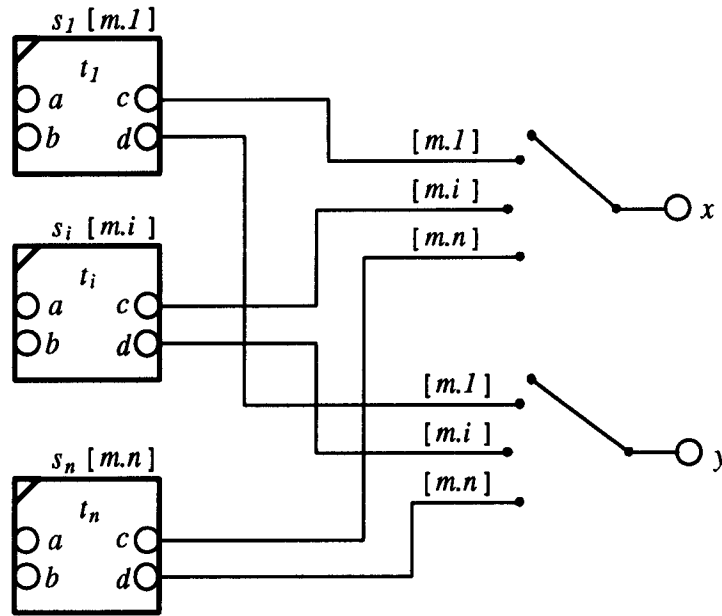 s1 [m.1]
t1
a c
b d
[m.1]
[m.i]
x
si [m.i]
[m.n]
ti
a c
b d
[m.1]
[m.i]
y
sn [m.n]
[m.n]
tn
a c
b d